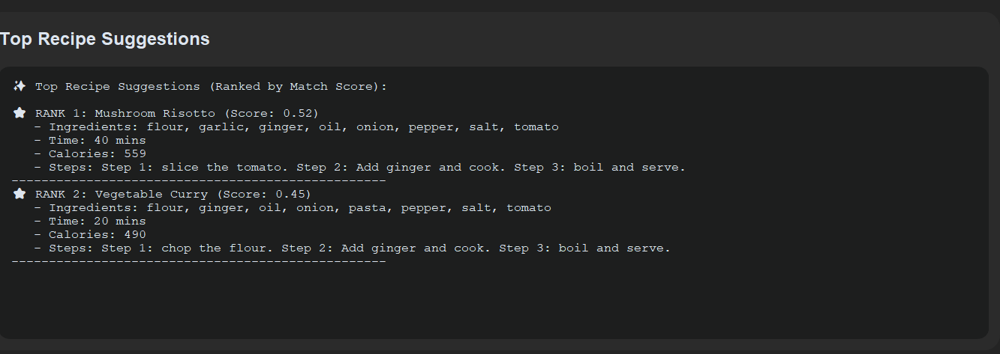 Top Recipe Suggestions
✨ Top Recipe Suggestions (Ranked by Match Score):
⭐ RANK 1: Mushroom Risotto (Score: 0.52)
- Ingredients: flour, garlic, ginger, oil, onion, pepper, salt, tomato
- Time: 40 mins
- Calories: 559
- Steps: Step 1: slice the tomato. Step 2: Add ginger and cook. Step 3: boil and serve.
--------------------------------------------------
⭐ RANK 2: Vegetable Curry (Score: 0.45)
- Ingredients: flour, ginger, oil, onion, pasta, pepper, salt, tomato
- Time: 20 mins
- Calories: 490
- Steps: Step 1: chop the flour. Step 2: Add ginger and cook. Step 3: boil and serve.
--------------------------------------------------